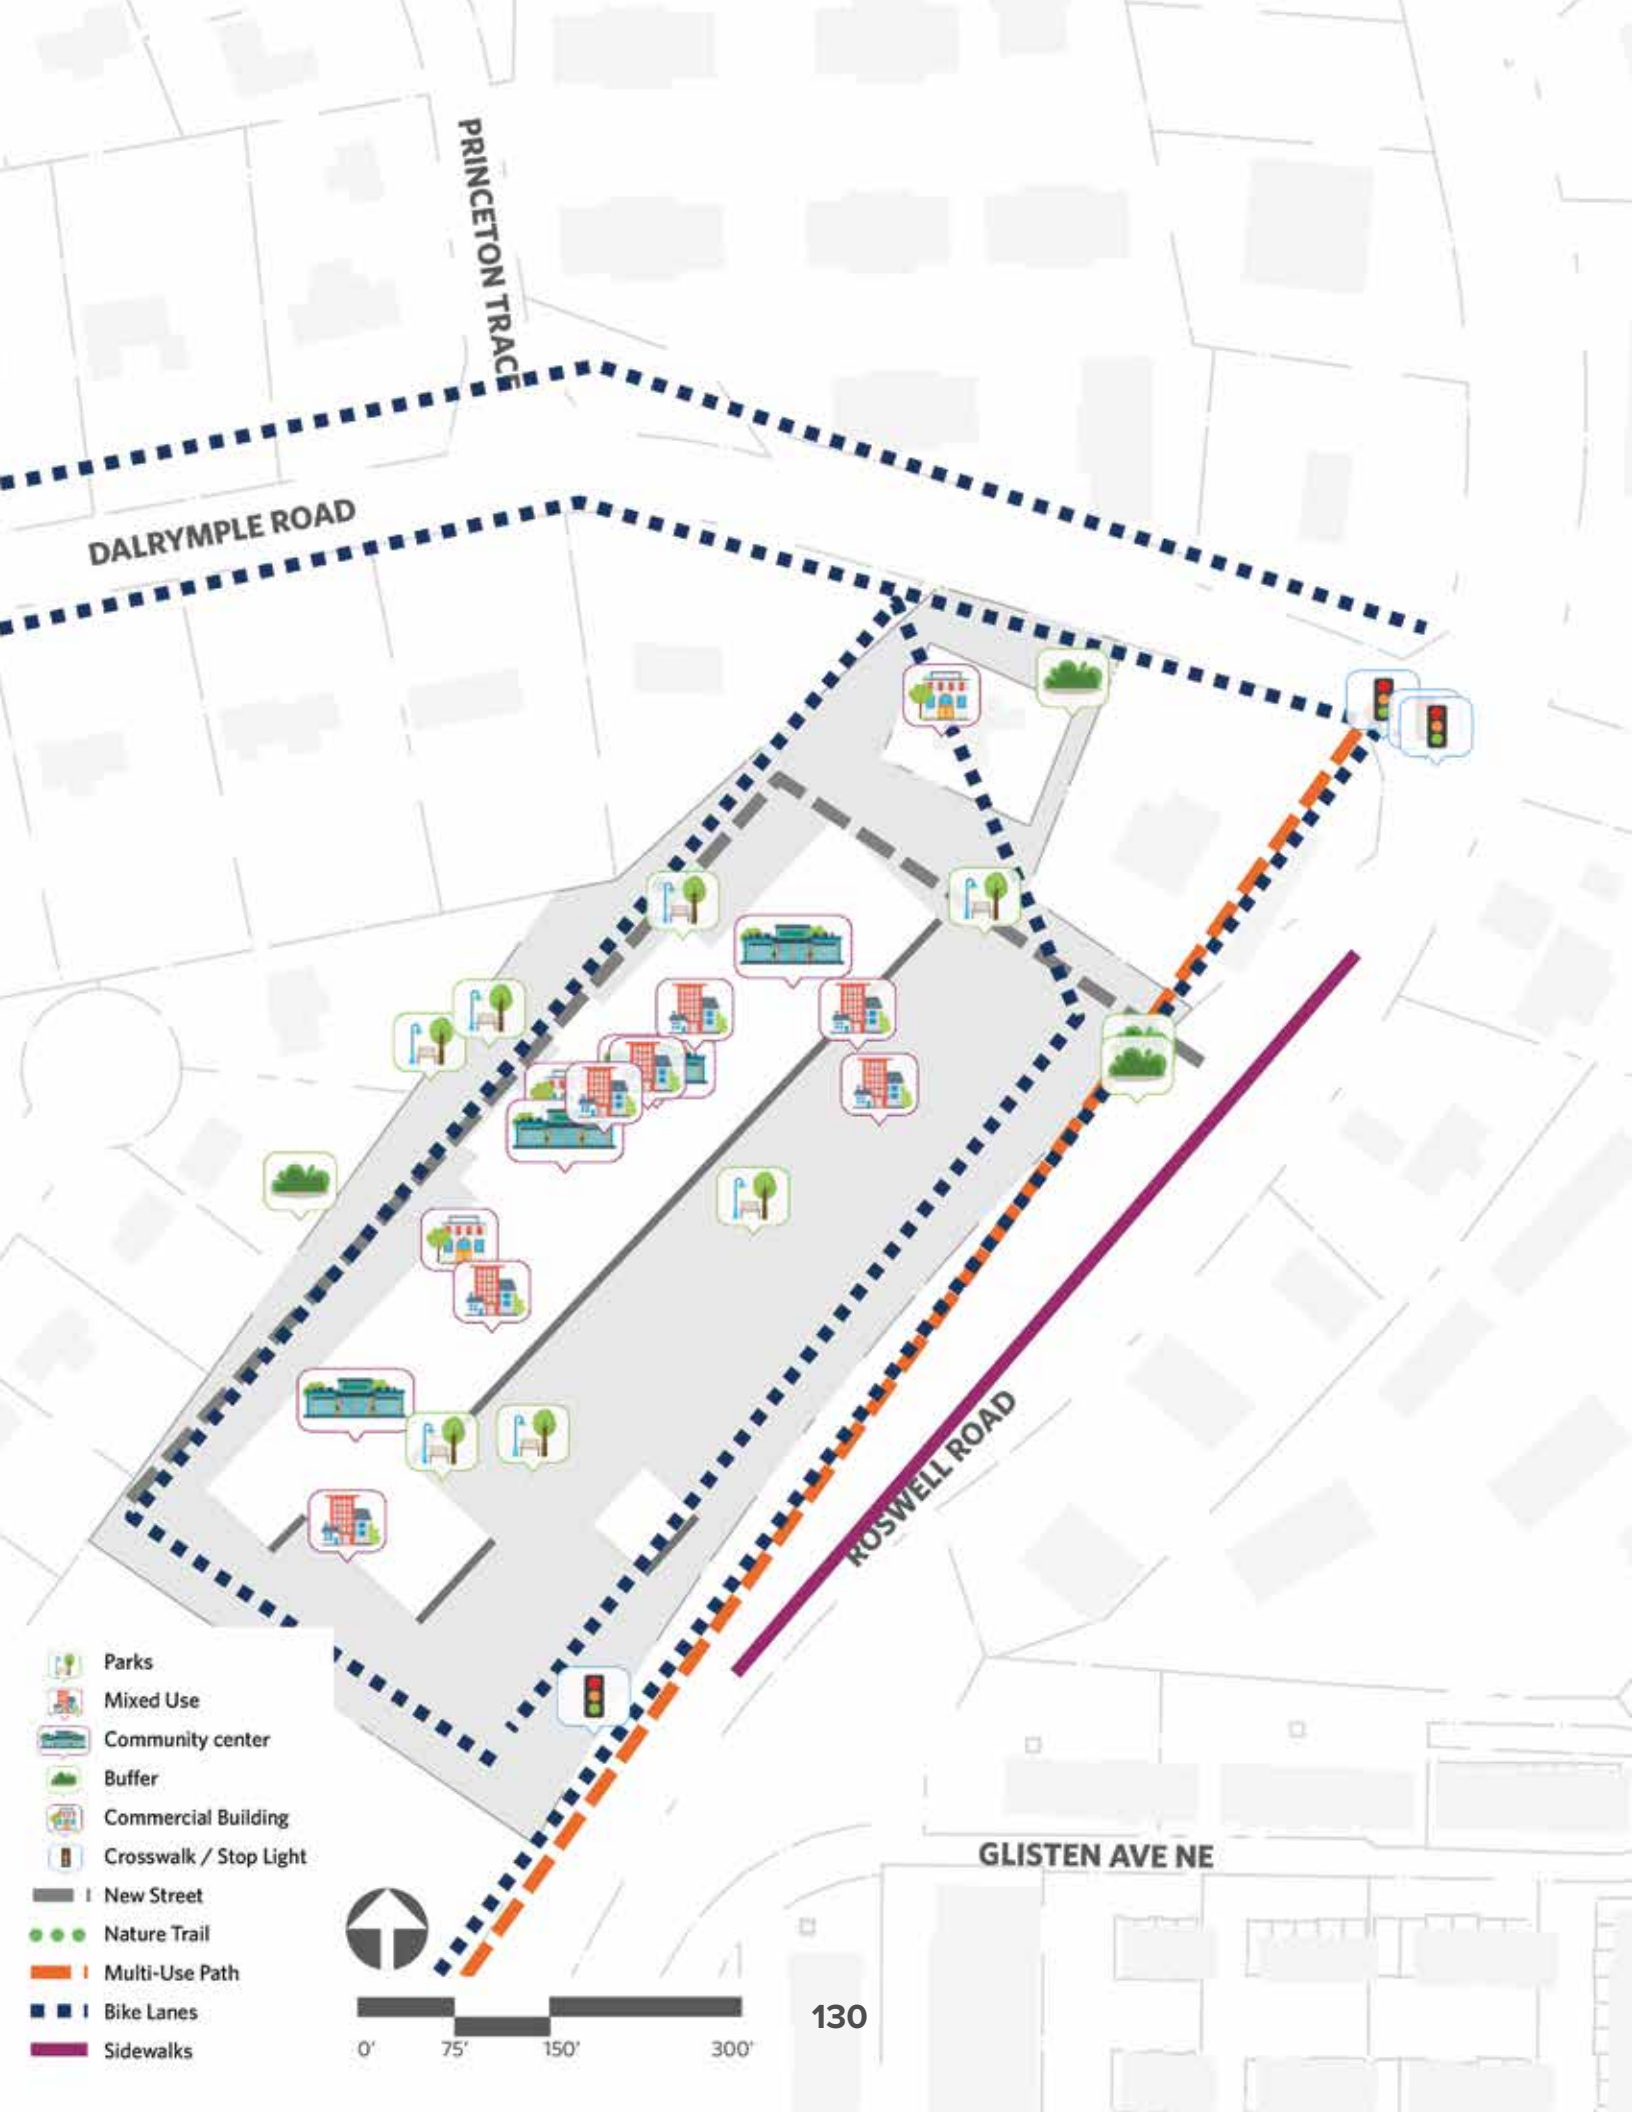 PRINCETON TRACE
DALRYMPLE ROAD
ROSWELL ROAD
Parks
Mixed Use
Community center
Buffer
Commercial Building
Crosswalk / Stop Light
New Street
Nature Trail
Multi-Use Path
Bike Lanes
Sidewalks
GLISTEN AVE NE
0' 75' 150' 300'
130